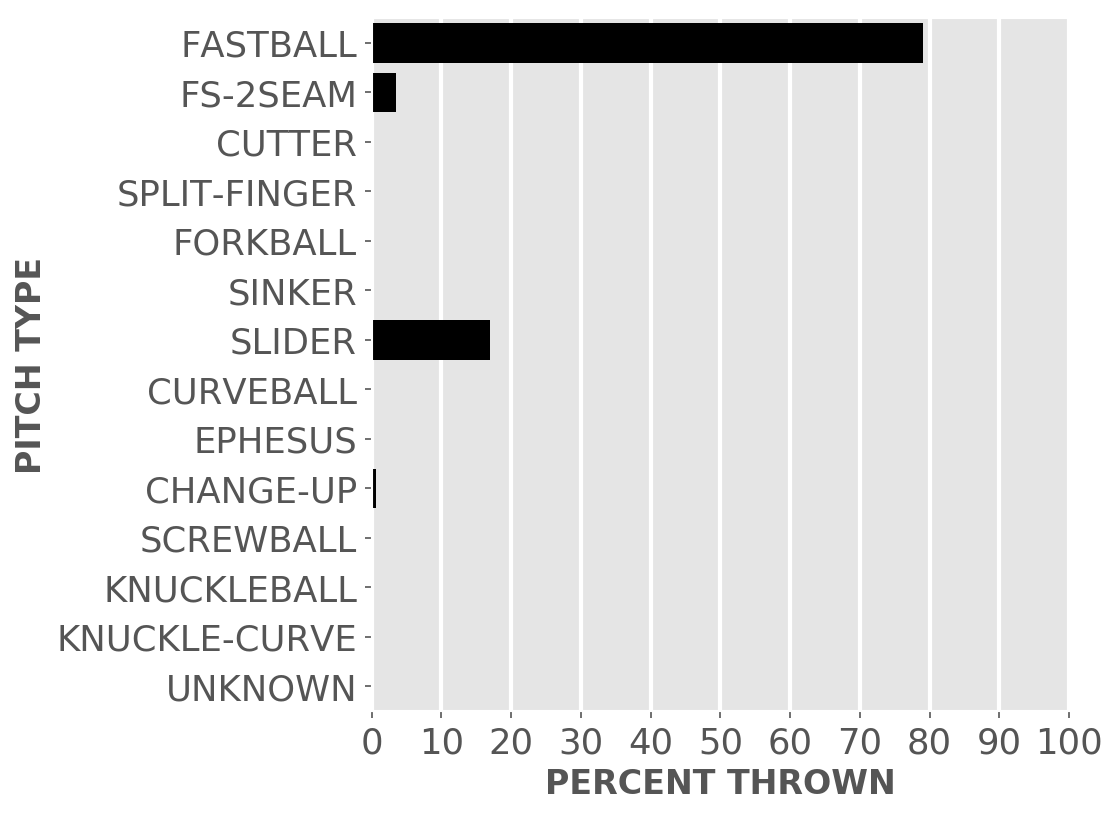 FASTBALL
FS-2SEAM
CUTTER
SPLIT-FINGER
FORKBALL
SINKER
SLIDER
CURVEBALL
EPHESUS
CHANGE-UP
SCREWBALL
KNUCKLEBALL
KNUCKLE-CURVE
UNKNOWN
PITCH TYPE
0 10 20 30 40 50 60 70 80 90 100
PERCENT THROWN